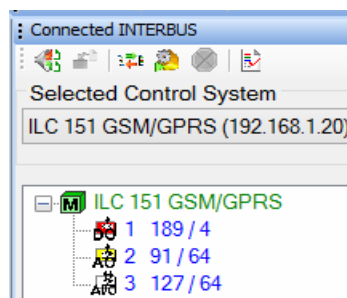 Connected INTERBUS
Selected Control System
ILC 151 GSM/GPRS (192.168.1.20)
M ILC 151 GSM/GPRS
1 189 / 4
AO 2 91 / 64
3 127 / 64